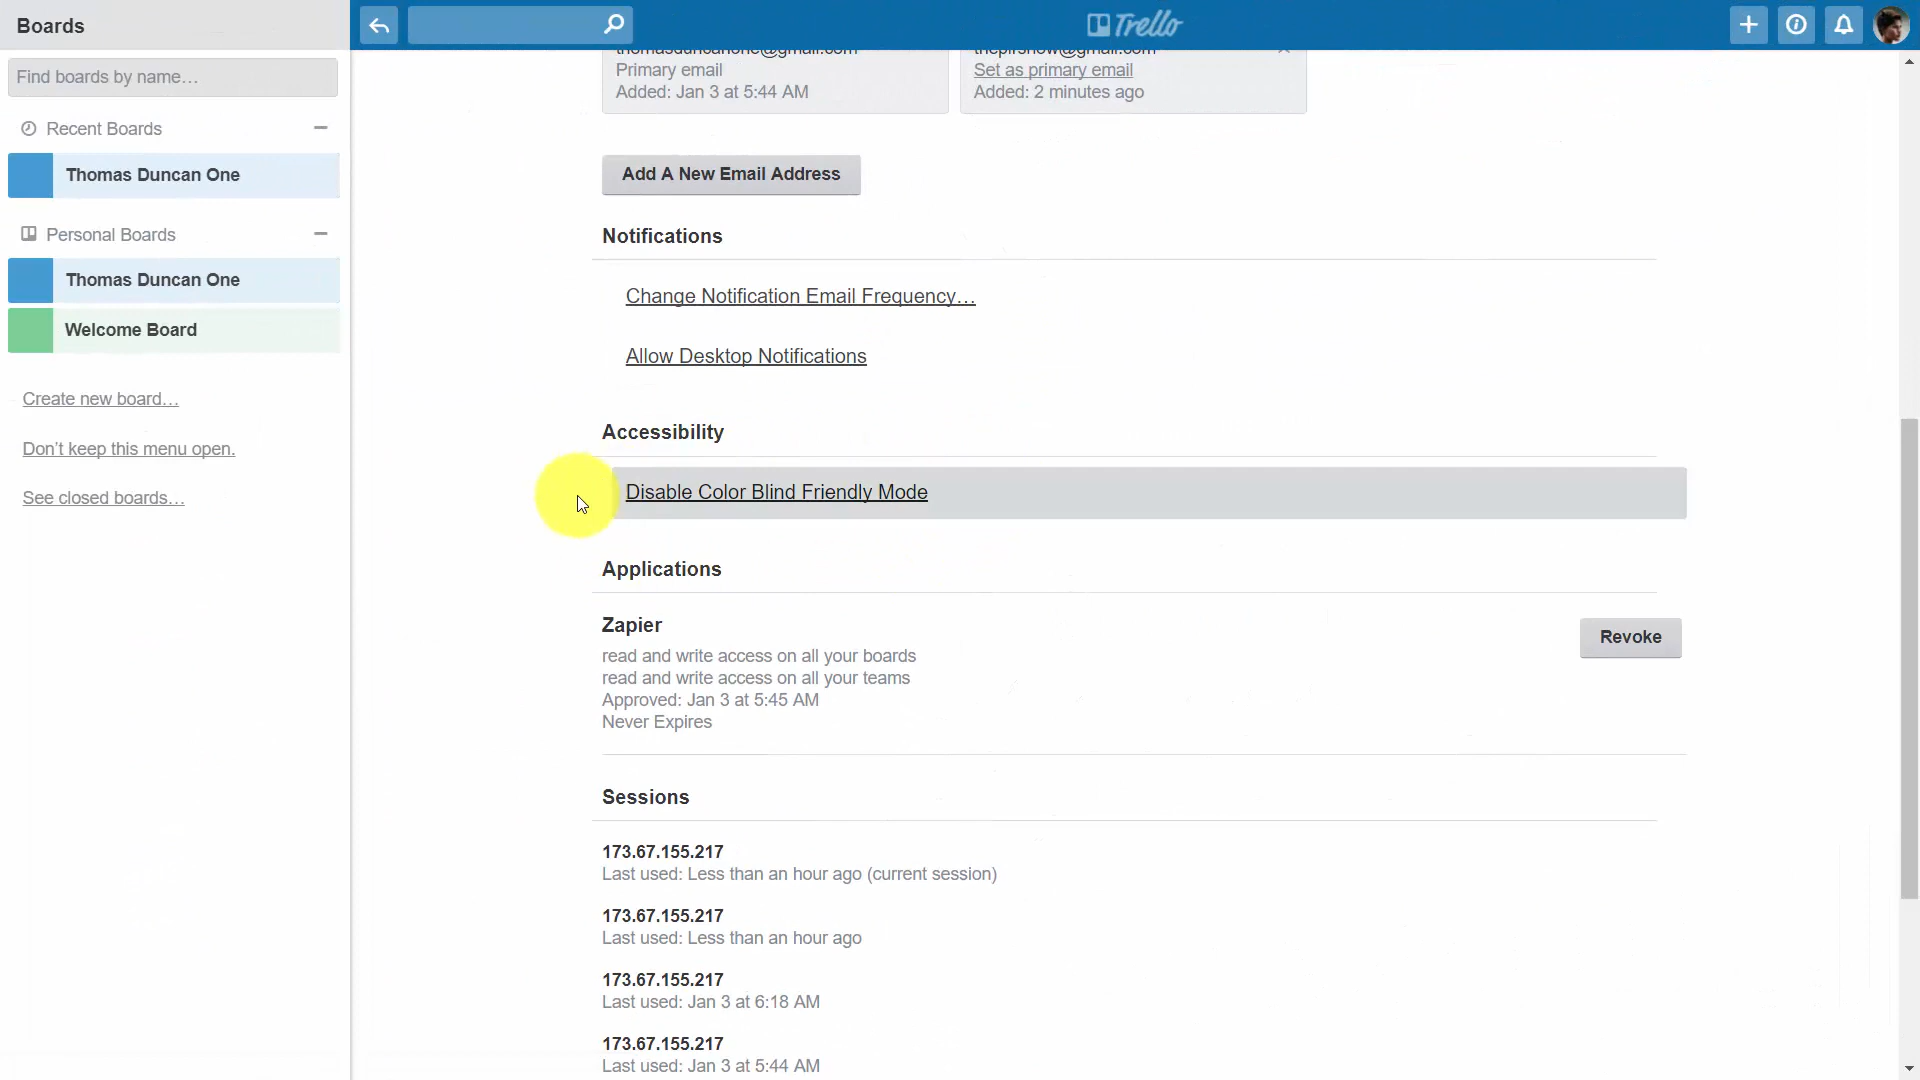 Boards
Trello
Find boards by name…
Recent Boards
Thomas Duncan One
Personal Boards
Thomas Duncan One
Welcome Board
Create new board…
Don't keep this menu open.
See closed boards…
thomasduncanone@gmail.com
Primary email
Added: Jan 3 at 5:44 AM
Set as primary email
Added: 2 minutes ago
Add A New Email Address
Notifications
Change Notification Email Frequency…
Allow Desktop Notifications
Accessibility
Disable Color Blind Friendly Mode
Applications
Zapier
read and write access on all your boards
read and write access on all your teams
Approved: Jan 3 at 5:45 AM
Never Expires
Revoke
Sessions
173.67.155.217
Last used: Less than an hour ago (current session)
173.67.155.217
Last used: Less than an hour ago
173.67.155.217
Last used: Jan 3 at 6:18 AM
173.67.155.217
Last used: Jan 3 at 5:44 AM